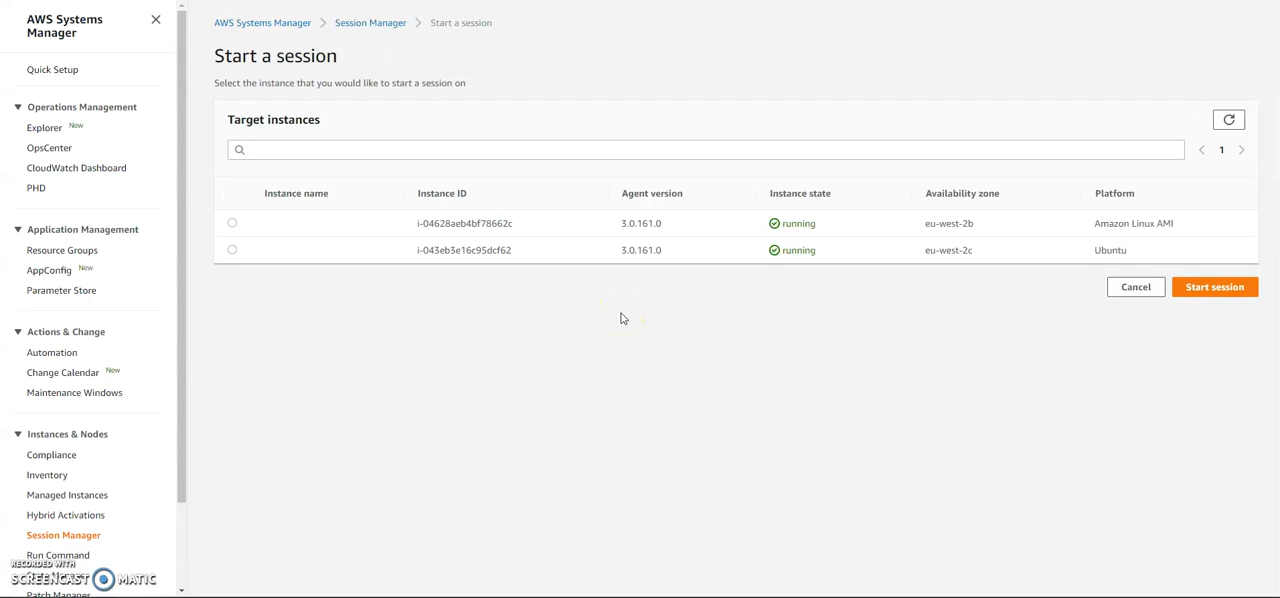 AWS Systems
Manager
Quick Setup
Operations Management
Explorer New
OpsCenter
CloudWatch Dashboard
PHD
Application Management
Resource Groups
AppConfig New
Parameter Store
Actions & Change
Automation
Change Calendar New
Maintenance Windows
Instances & Nodes
Compliance
Inventory
Managed Instances
Hybrid Activations
Session Manager
Run Command
Patch Manager
RECORDED WITH
SCREENCAST MATIC
AWS Systems Manager > Session Manager > Start a session
Start a session
Select the instance that you would like to start a session on
Target instances
1
Instance name Instance ID Agent version Instance state Availability zone Platform
i-04628aeb4bf78662c 3.0.161.0 running eu-west-2b Amazon Linux AMI
i-043eb3e16c95dcf62 3.0.161.0 running eu-west-2c Ubuntu
Cancel Start session